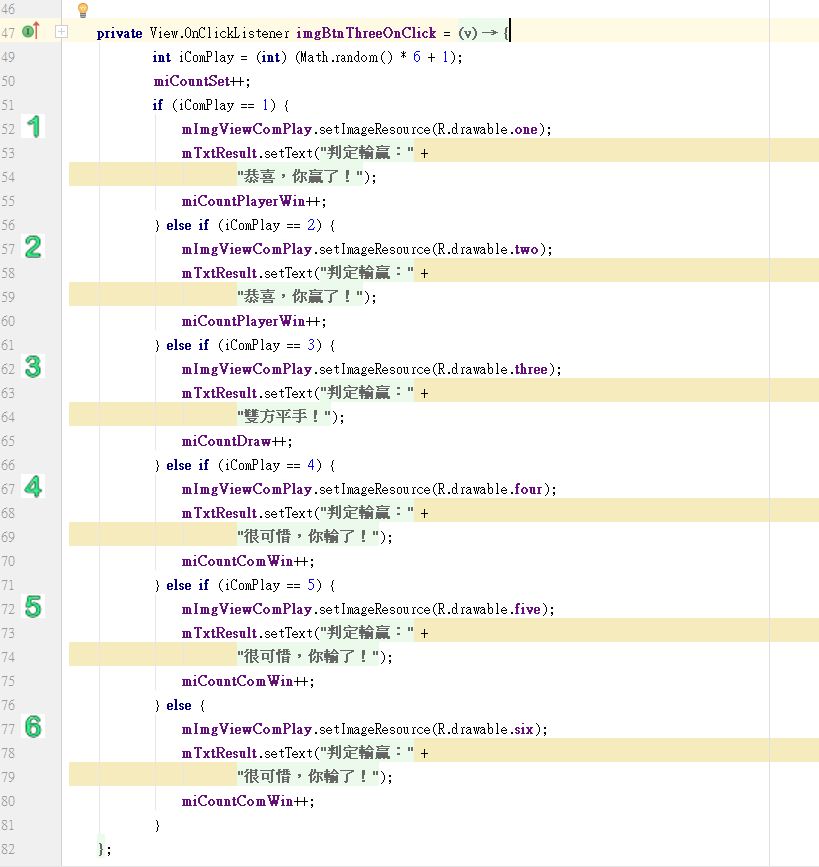 46
47 private View.OnClickListener imgBtnThreeOnClick = (v) → {
49 int iComPlay = (int) (Math.random() * 6 + 1);
50 miCountSet++;
51 if (iComPlay == 1) {
1
52 mImgViewComPlay.setImageResource(R.drawable.one);
53 mTxtResult.setText("判定輸贏：" +
54 "恭喜，你贏了！");
55 miCountPlayerWin++;
56 } else if (iComPlay == 2) {
2
57 mImgViewComPlay.setImageResource(R.drawable.two);
58 mTxtResult.setText("判定輸贏：" +
59 "恭喜，你贏了！");
60 miCountPlayerWin++;
61 } else if (iComPlay == 3) {
3
62 mImgViewComPlay.setImageResource(R.drawable.three);
63 mTxtResult.setText("判定輸贏：" +
64 "雙方平手！");
65 miCountDraw++;
66 } else if (iComPlay == 4) {
4
67 mImgViewComPlay.setImageResource(R.drawable.four);
68 mTxtResult.setText("判定輸贏：" +
69 "很可惜，你輸了！");
70 miCountComWin++;
71 } else if (iComPlay == 5) {
5
72 mImgViewComPlay.setImageResource(R.drawable.five);
73 mTxtResult.setText("判定輸贏：" +
74 "很可惜，你輸了！");
75 miCountComWin++;
76 } else {
6
77 mImgViewComPlay.setImageResource(R.drawable.six);
78 mTxtResult.setText("判定輸贏：" +
79 "很可惜，你輸了！");
80 miCountComWin++;
81 }
82 };